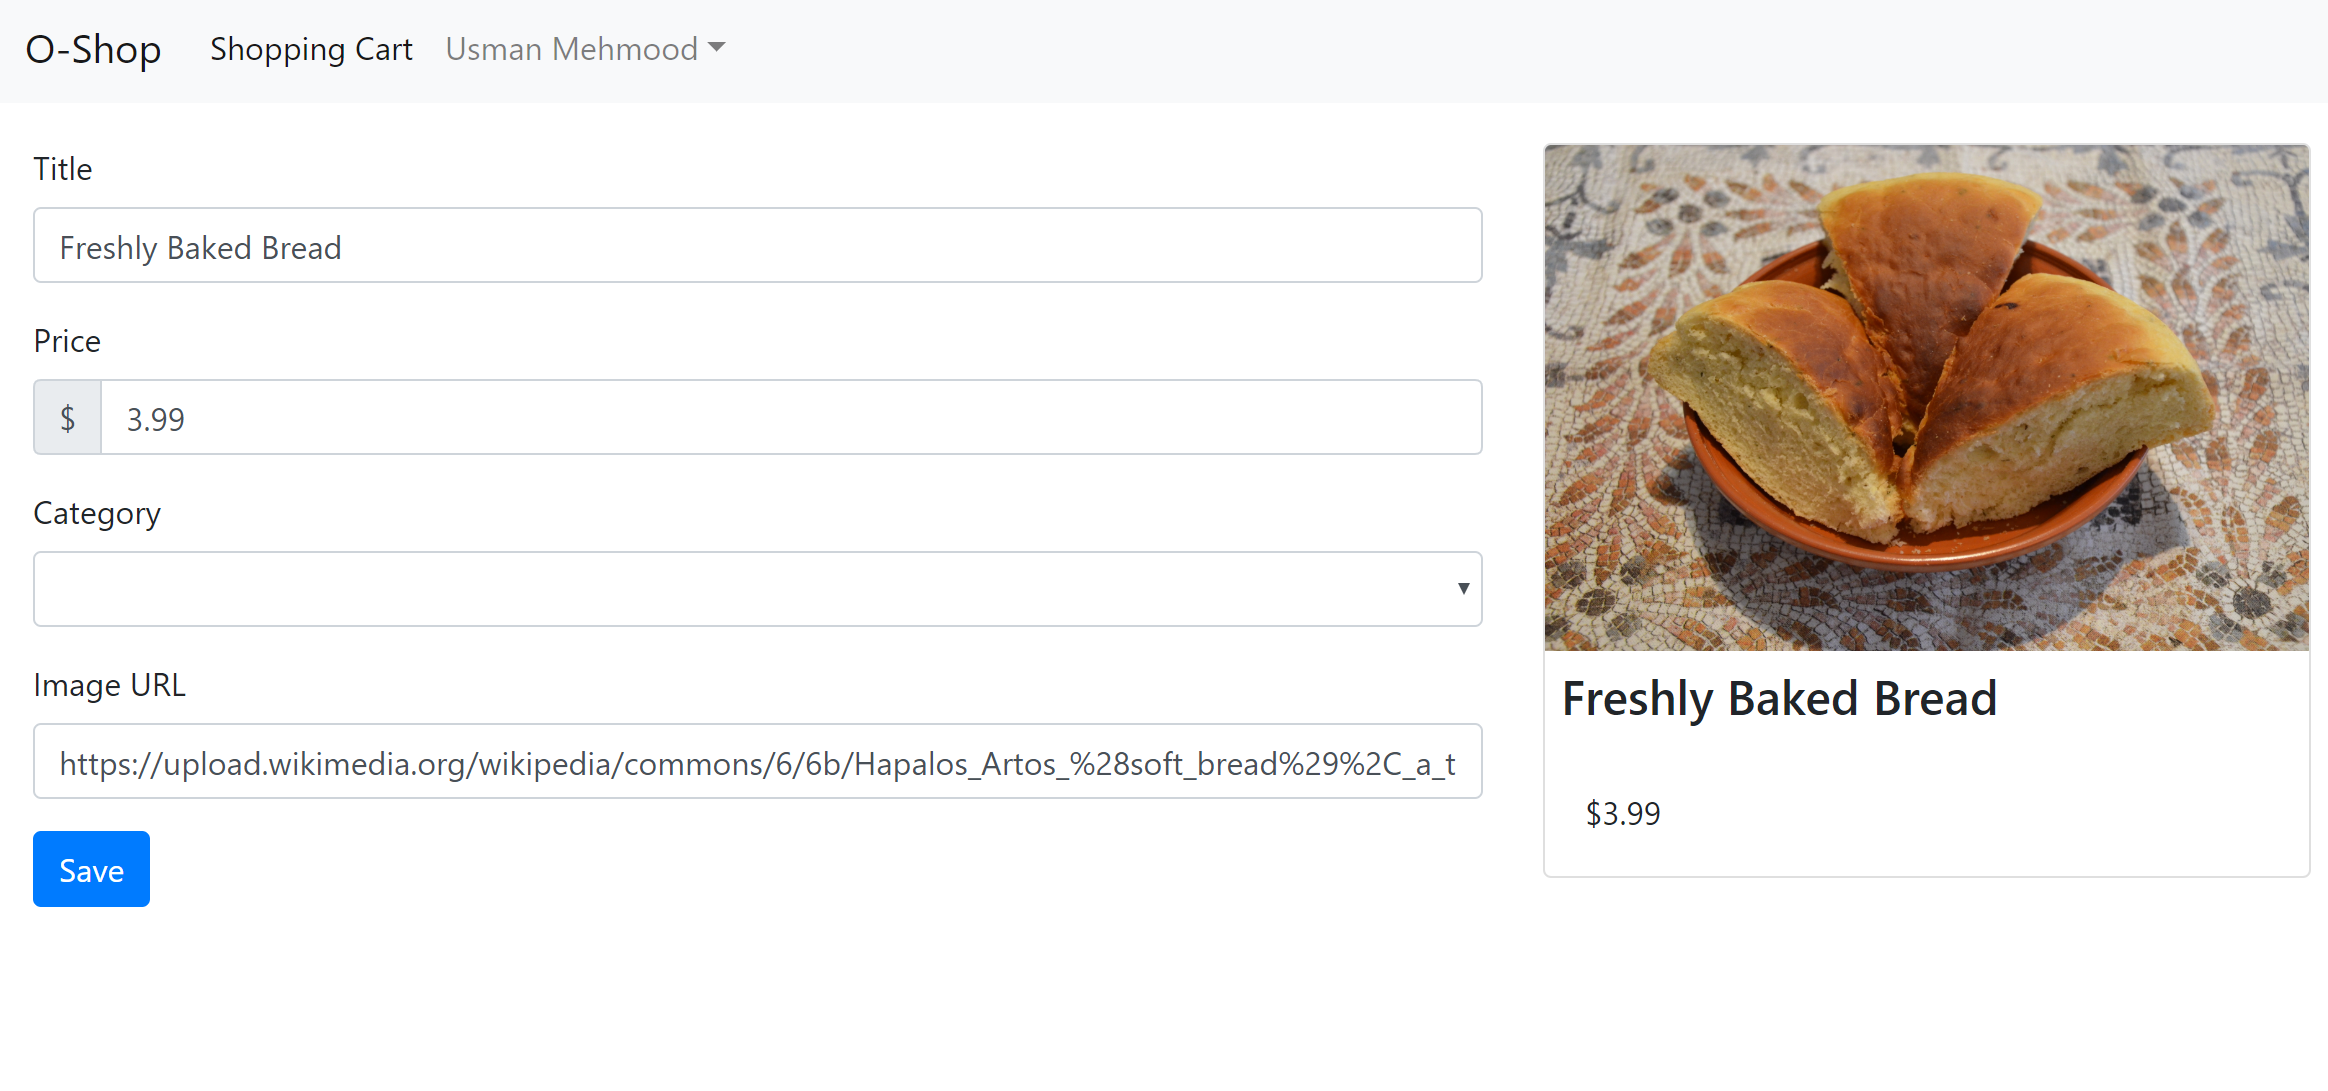 O-Shop Shopping Cart Usman Mehmood
Title
Freshly Baked Bread
Price
$ 3.99
Category
Image URL
https://upload.wikimedia.org/wikipedia/commons/6/6b/Hapalos_Artos_%28soft_bread%29%2C_a_t
Save
Freshly Baked Bread
$3.99